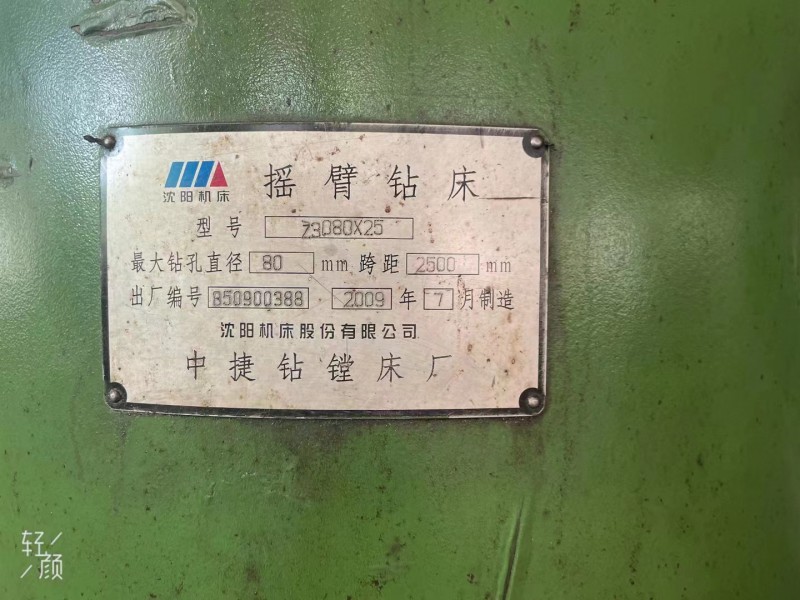 沈阳机床
摇臂钻床
型号 Z3080X25
最大钻孔直径 80 mm 跨距 2500 mm
出厂编号 B50900388 2009 年 7 月制造
沈阳机床股份有限公司
中捷钻镗床厂
轻颜